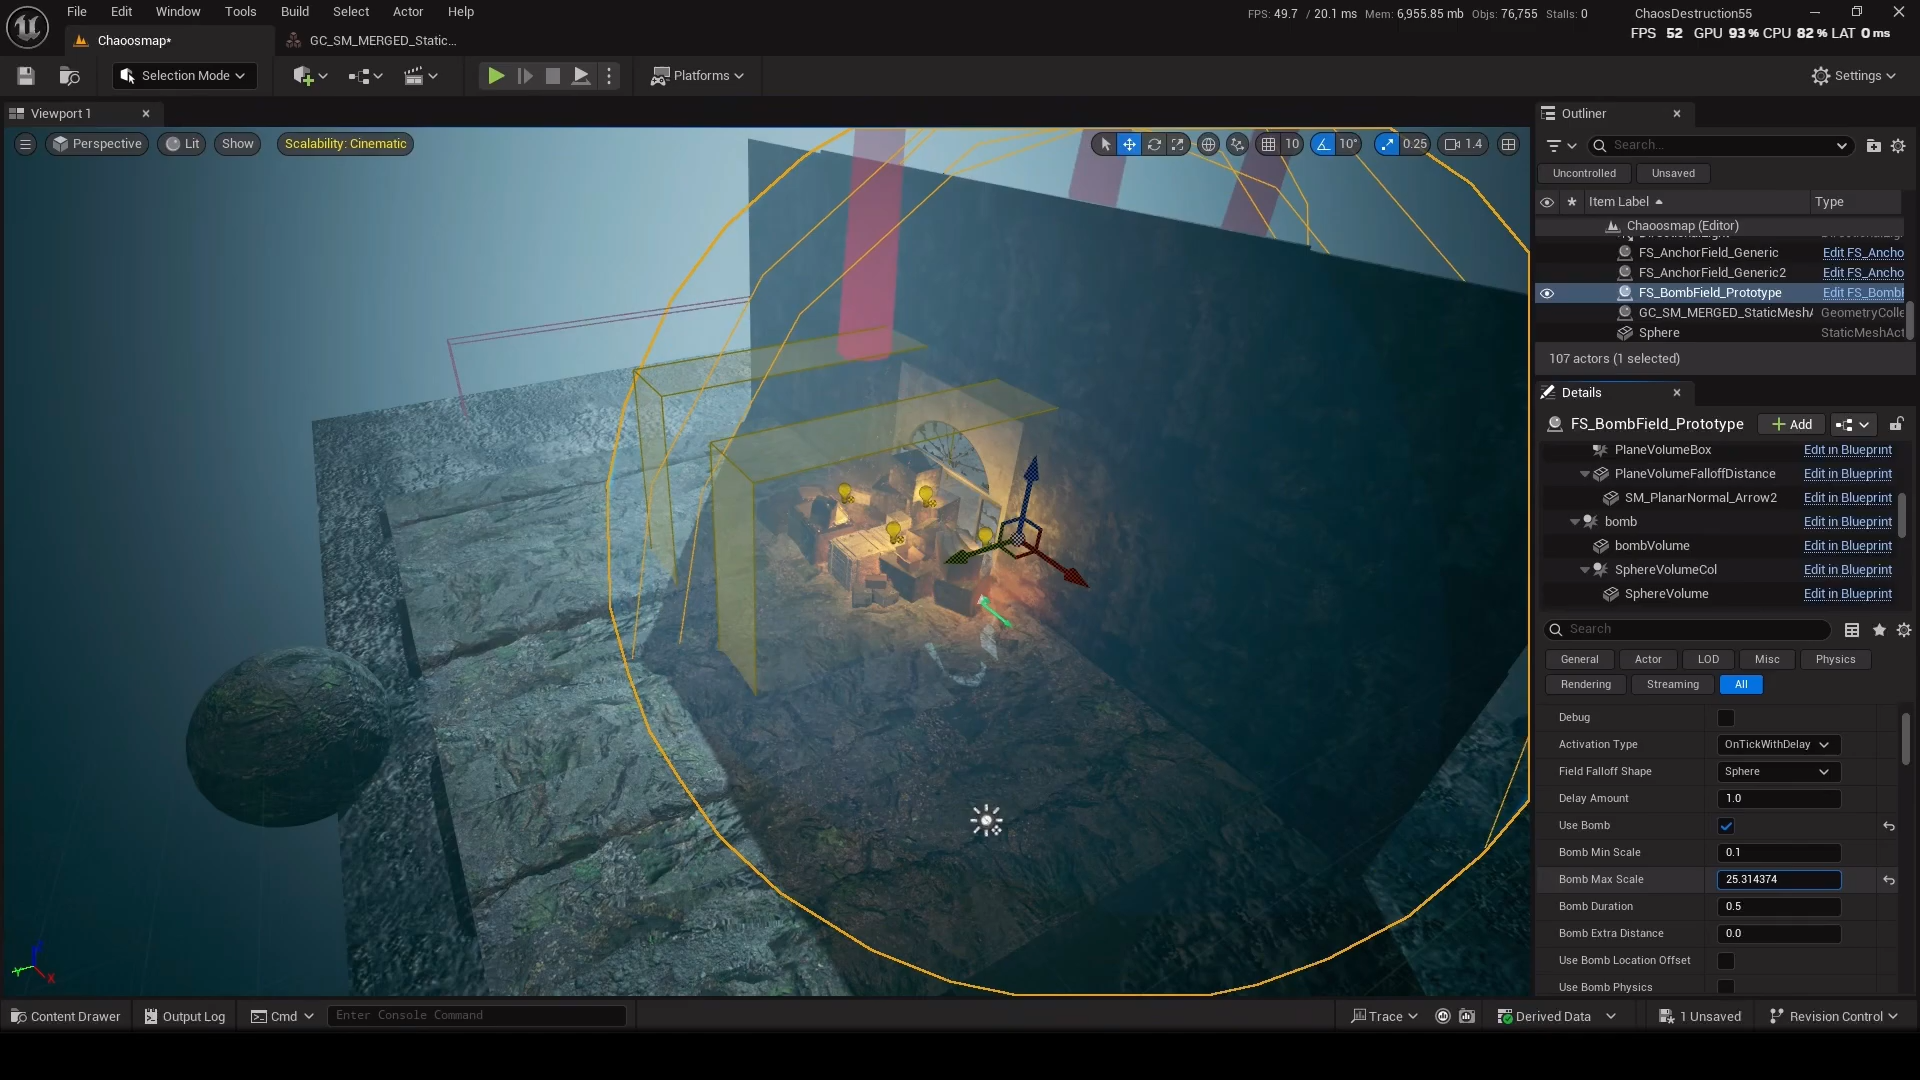 File Edit Window Tools Build Select Actor Help
FPS: 49.7 / 20.1 ms Mem: 6,955.85 mb Objs: 76,755 Stalls: 0
ChaosDestruction55
FPS 52 GPU 93 % CPU 82 % LAT 0 ms
Chaoosmap*
GC_SM_MERGED_Static...
Selection Mode
Platforms
Settings
Viewport 1
Perspective Lit Show Scalability: Cinematic
10 10° 0.25 1.4
Outliner
Search...
Uncontrolled Unsaved
Item Label Type
Chaoosmap (Editor)
FS_AnchorField_Generic Edit FS_Ancho
FS_AnchorField_Generic2 Edit FS_Ancho
FS_BombField_Prototype Edit FS_Bombf
GC_SM_MERGED_StaticMeshA GeometryColle
Sphere StaticMeshAct
107 actors (1 selected)
Details
FS_BombField_Prototype Add
PlaneVolumeBox Edit in Blueprint
PlaneVolumeFalloffDistance Edit in Blueprint
SM_PlanarNormal_Arrow2 Edit in Blueprint
bomb Edit in Blueprint
bombVolume Edit in Blueprint
SphereVolumeCol Edit in Blueprint
SphereVolume Edit in Blueprint
Search
General Actor LOD Misc Physics
Rendering Streaming All
Debug
Activation Type OnTickWithDelay
Field Falloff Shape Sphere
Delay Amount 1.0
Use Bomb
Bomb Min Scale 0.1
Bomb Max Scale 25.314374
Bomb Duration 0.5
Bomb Extra Distance 0.0
Use Bomb Location Offset
Use Bomb Physics
Content Drawer Output Log Cmd Enter Console Command
Trace Derived Data 1 Unsaved Revision Control